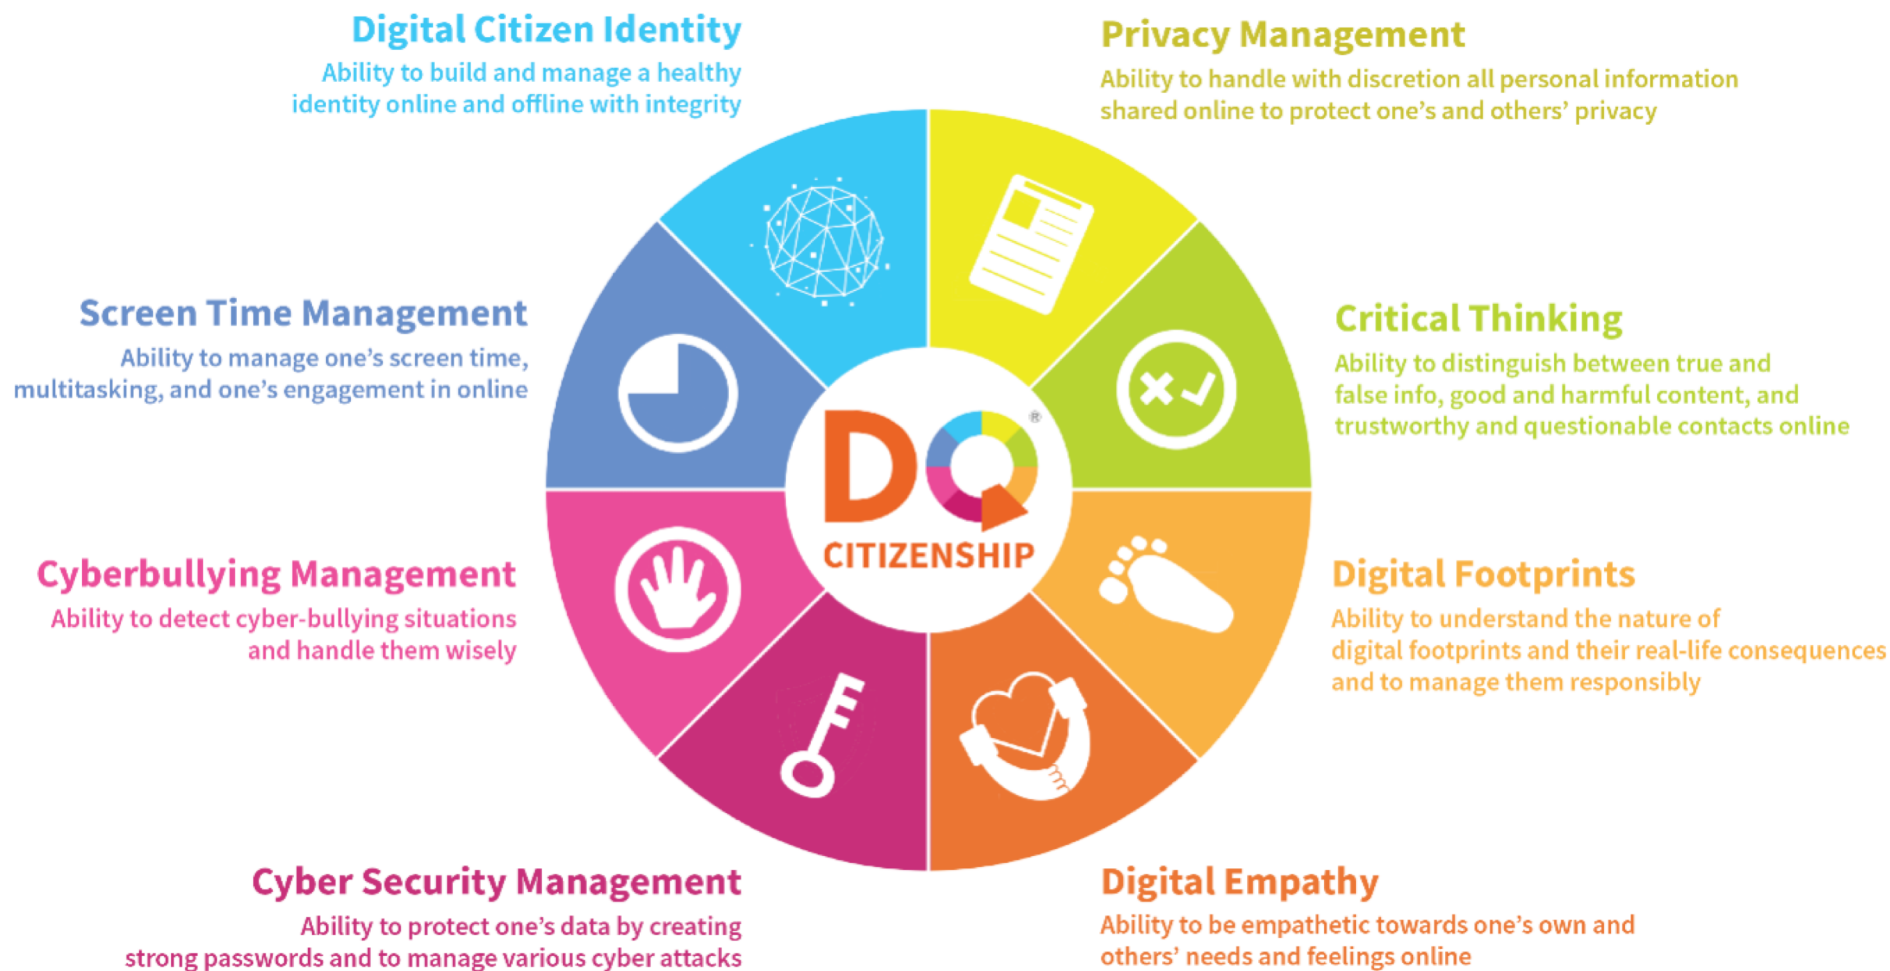 Digital Citizen Identity
Ability to build and manage a healthy
identity online and offline with integrity
Privacy Management
Ability to handle with discretion all personal information
shared online to protect one's and others' privacy
Screen Time Management
Ability to manage one's screen time,
multitasking, and one's engagement in online
Critical Thinking
Ability to distinguish between true and
false info, good and harmful content, and
trustworthy and questionable contacts online
DQ®
CITIZENSHIP
Cyberbullying Management
Ability to detect cyber-bullying situations
and handle them wisely
Digital Footprints
Ability to understand the nature of
digital footprints and their real-life consequences
and to manage them responsibly
Cyber Security Management
Ability to protect one's data by creating
strong passwords and to manage various cyber attacks
Digital Empathy
Ability to be empathetic towards one's own and
others' needs and feelings online